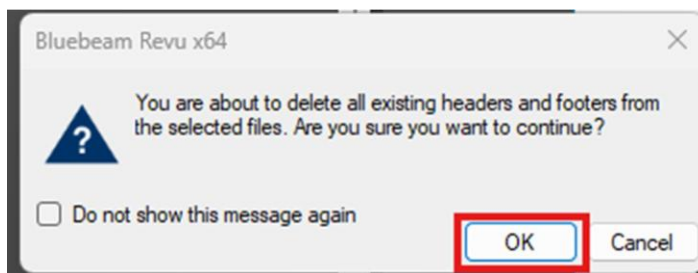 Bluebeam Revu x64
You are about to delete all existing headers and footers from
the selected files. Are you sure you want to continue?
?
Do not show this message again
OK Cancel